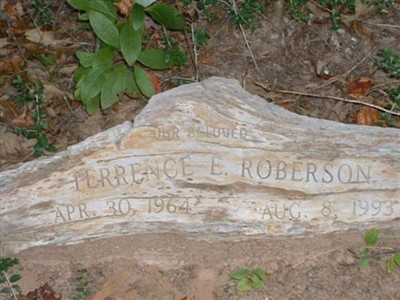 OUR BELOVED
TERRENCE E. ROBERSON
APR. 30, 1964 AUG. 8, 1993